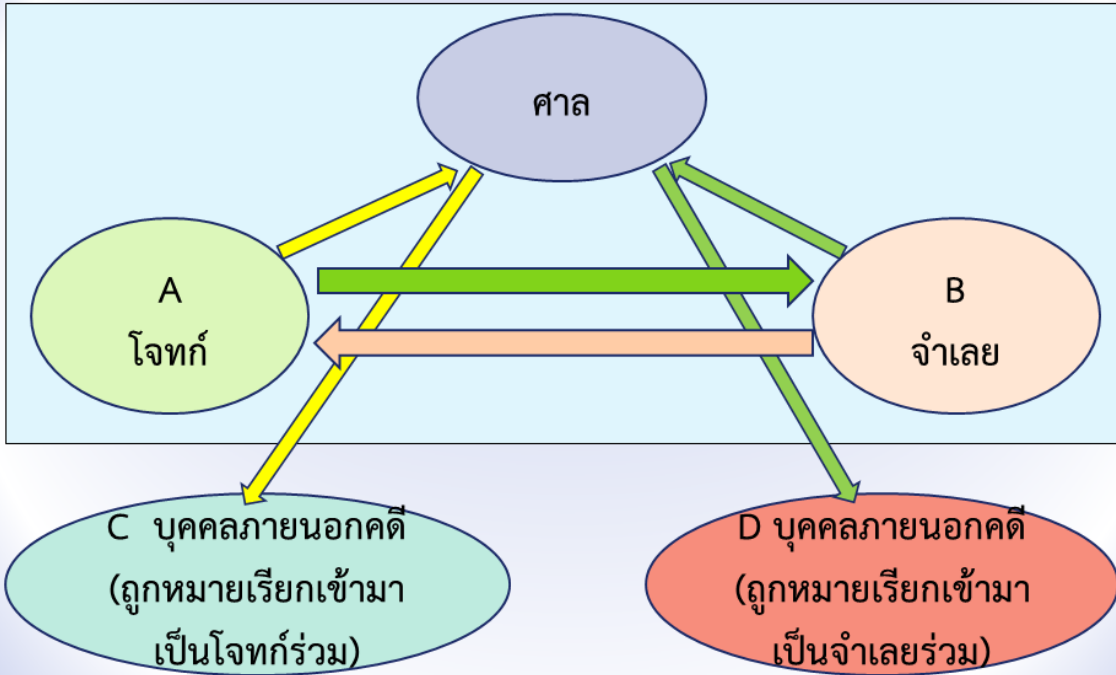 ศาล
A
โจทก์
B
จำเลย
C บุคคลภายนอกคดี
(ถูกหมายเรียกเข้ามา
เป็นโจทก์ร่วม)
D บุคคลภายนอกคดี
(ถูกหมายเรียกเข้ามา
เป็นจำเลยร่วม)